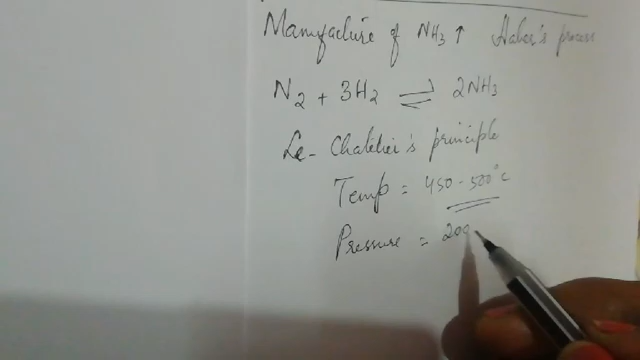 Manufacture of NH3 ↑ Haber's process
N2 + 3H2 ⇌ 2NH3
Le-Chatelier's principle
Temp = 450-500°C
Pressure = 200